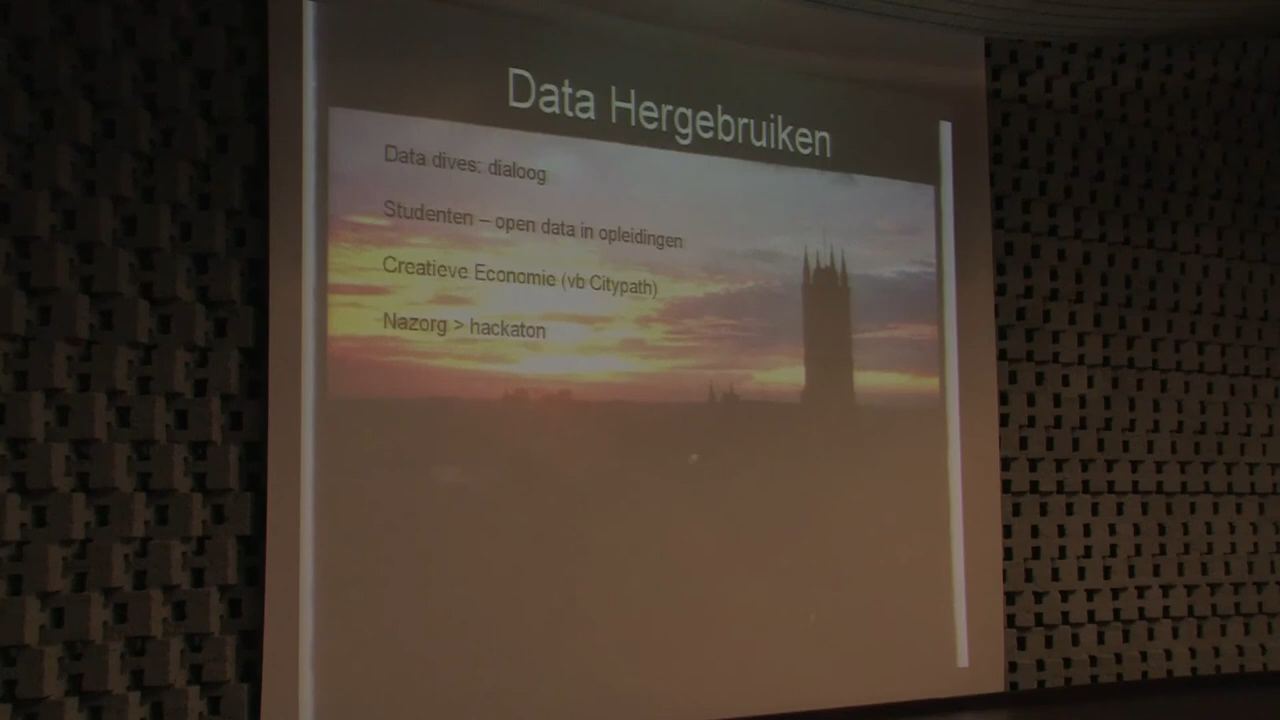 Data Hergebruiken
Data dives: dialoog
Studenten – open data in opleidingen
Creatieve Economie (vb Citypath)
Nazorg > hackaton